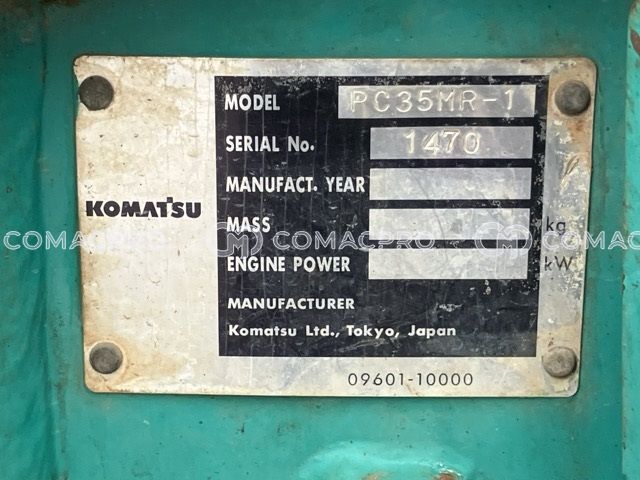 MODEL PC35MR-1
SERIAL No. 1470
MANUFACT. YEAR
KOMATSU
MASS kg
COMACPRO COMACPRO COMACPRO
ENGINE POWER kW
MANUFACTURER
Komatsu Ltd., Tokyo, Japan
09601-10000